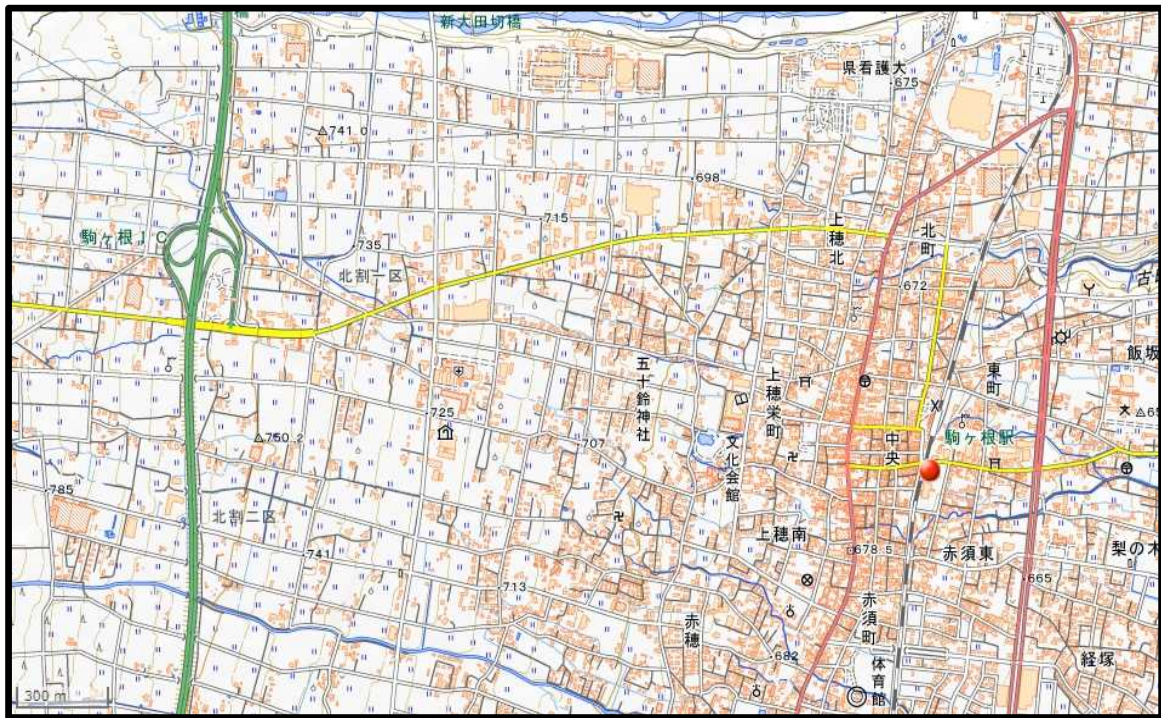 新大田切橋
橋
県看護大
675
741.0
698
715
駒ヶ根ＩＣ
735
北割一区
上穂北
北町
672
古
飯坂
東町
五十鈴神社
上穂栄町
725
中央
駒ヶ根駅
750.2
707
文化会館
785
北割二区
上穂南
678.5
741
赤須東
梨の木
665
713
赤須町
赤穂
682
経塚
体育館
300 m